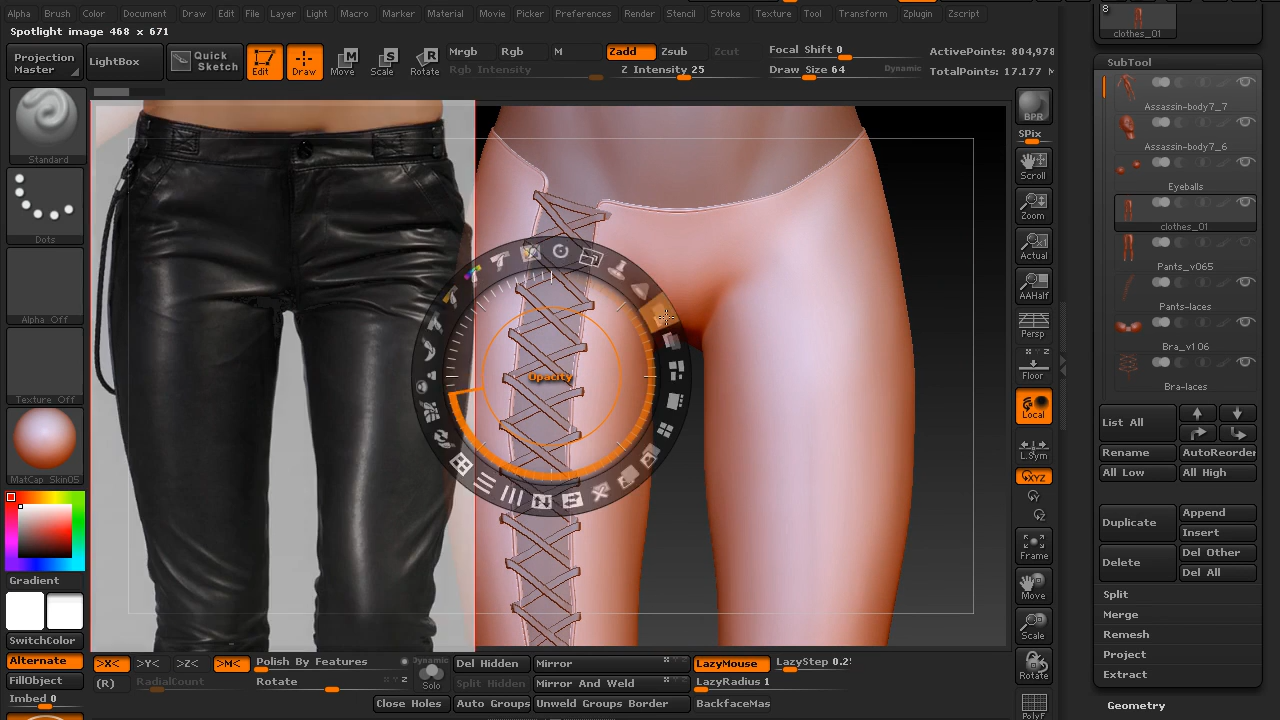 Alpha Brush Color Document Draw Edit File Layer Light Macro Marker Material Movie Picker Preferences Render Stencil Stroke Texture Tool Transform Zplugin Zscript
Spotlight image 468 x 671
Projection Master
LightBox
Quick Sketch
Edit
Draw
Move
Scale
Rotate
Mrgb Rgb M
Rgb Intensity
Zadd Zsub Zcut
Z Intensity 25
Focal Shift 0
Draw Size 64
Dynamic
ActivePoints: 804,978
TotalPoints: 17.177 M
Standard
Dots
Alpha Off
Texture Off
MatCap_Skin05
Gradient
SwitchColor
Alternate
FillObject
Imbed 0
Opacity
BPR
SPix
Scroll
Zoom
Actual
AAHalf
Persp
Floor
Local
L.Sym
XYZ
Y
Z
Frame
Move
Scale
Rotate
PolyF
8
clothes_01
SubTool
Assassin-body7_7
Assassin-body7_6
Eyeballs
clothes_01
Pants_v065
Pants-laces
Bra_v106
Bra-laces
List All
Rename AutoReorder
All Low All High
Duplicate
Append
Insert
Delete
Del Other
Del All
Split
Merge
Remesh
Project
Extract
Geometry
>X< >Y< >Z< >M<
(R) RadialCount
Polish By Features
Rotate
Dynamic
Solo
Del Hidden
Split Hidden
Close Holes Auto Groups
Mirror
Mirror And Weld
Unweld Groups Border
LazyMouse
LazyRadius 1
BackfaceMas
LazyStep 0.2